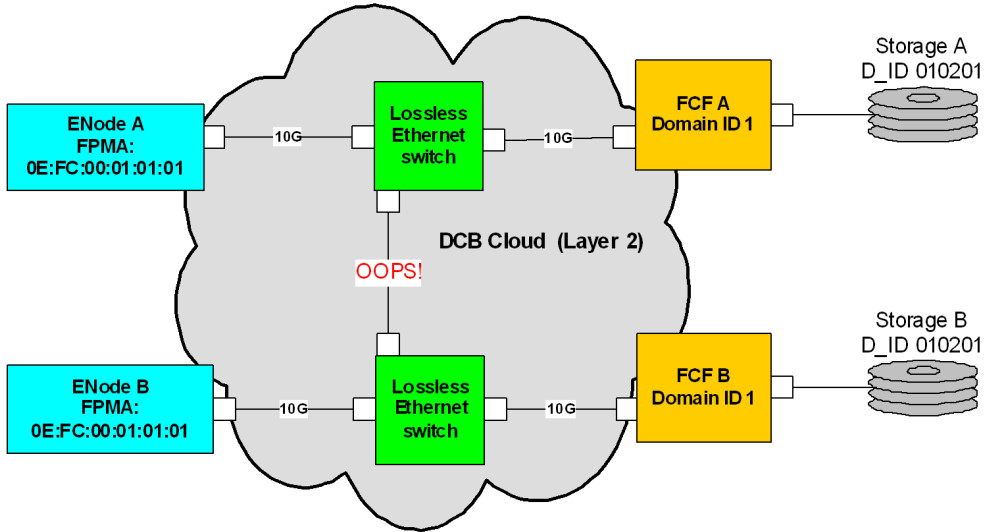 Storage A
D_ID 010201
ENode A
FPMA:
0E:FC:00:01:01:01
10G
Lossless
Ethernet
switch
10G
FCF A
Domain ID 1
DCB Cloud (Layer 2)
OOPS!
Storage B
D_ID 010201
ENode B
FPMA:
0E:FC:00:01:01:01
10G
Lossless
Ethernet
switch
10G
FCF B
Domain ID 1